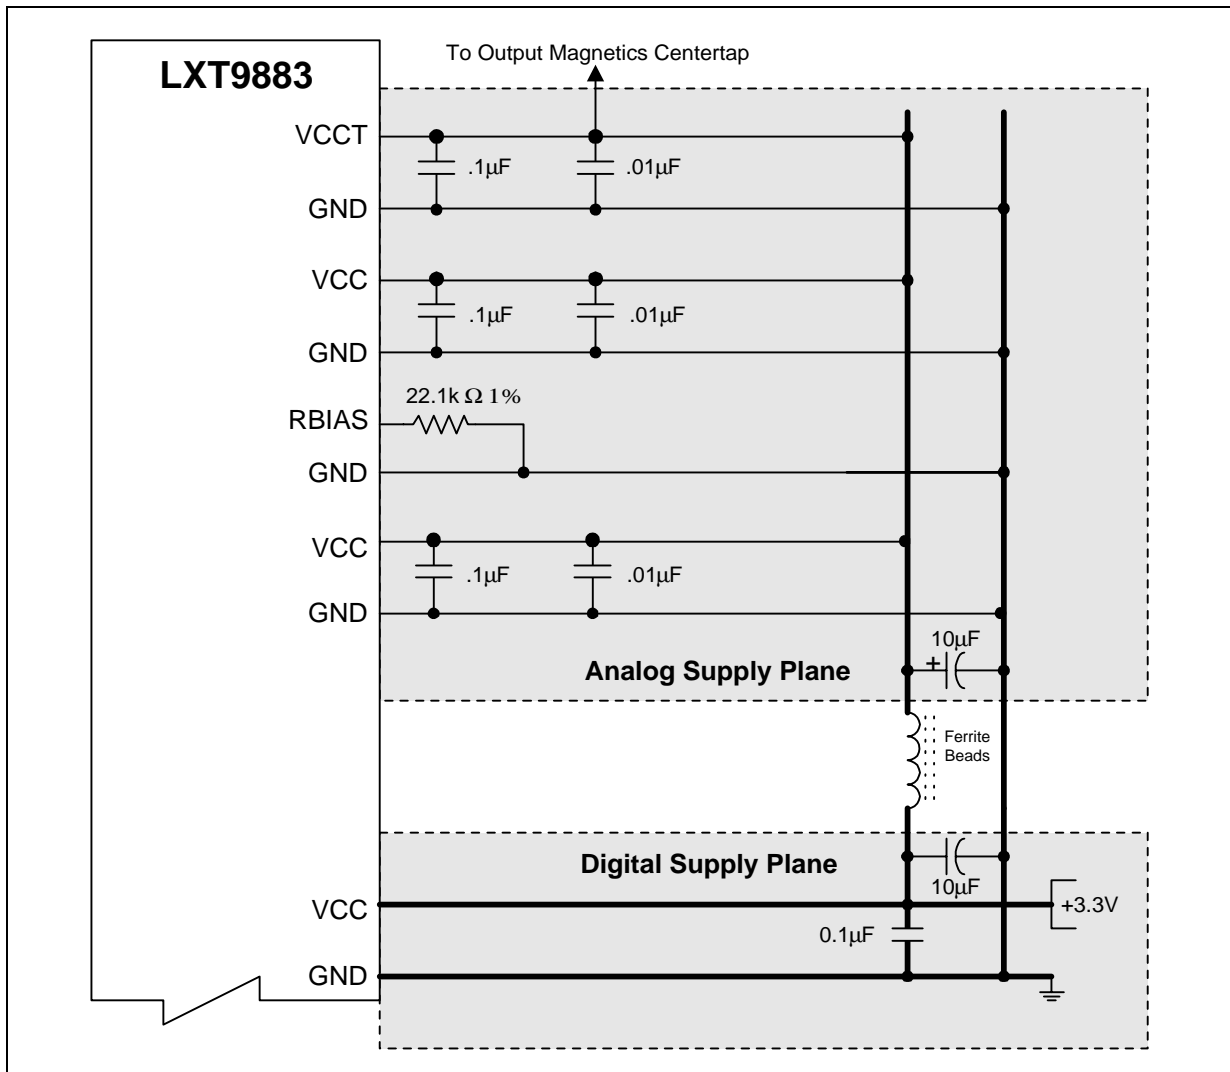 To Output Magnetics Centertap
LXT9883
VCCT
.1µF
.01µF
GND
VCC
.1µF
.01µF
GND
22.1k Ω 1%
RBIAS
GND
VCC
.1µF
.01µF
GND
10µF
+
Analog Supply Plane
Ferrite
Beads
Digital Supply Plane
10µF
VCC
+3.3V
0.1µF
GND